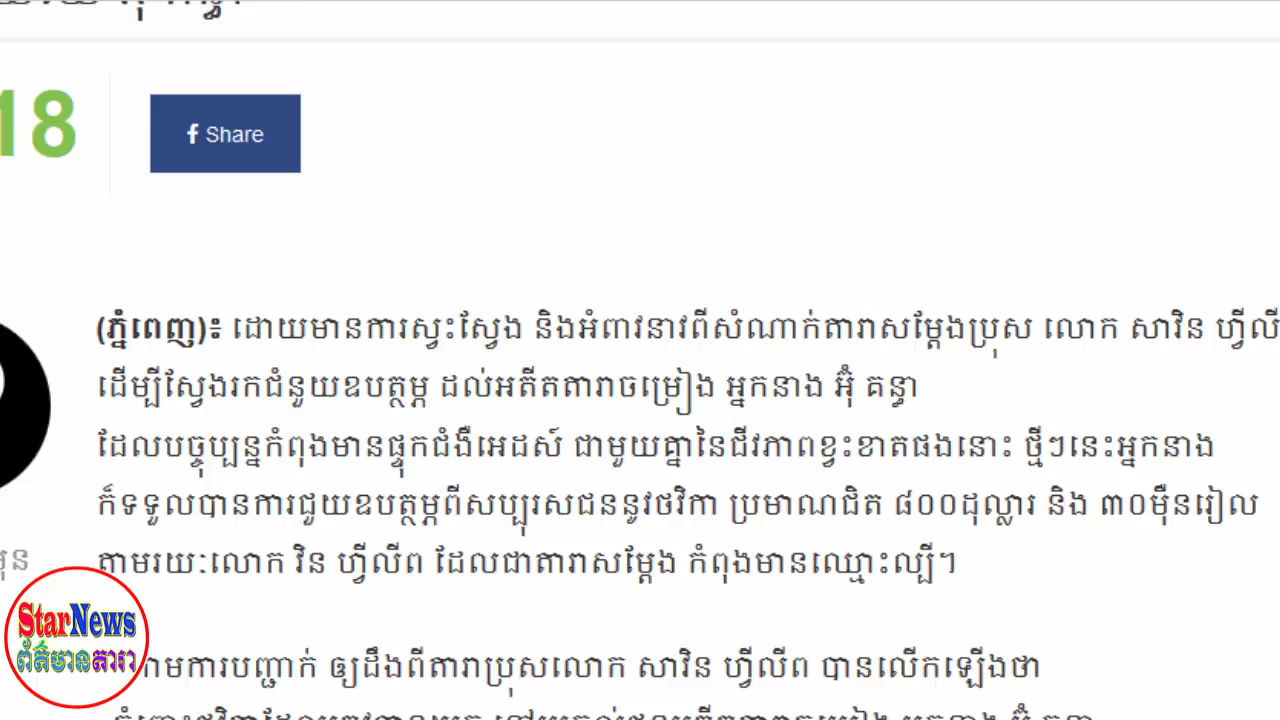 18
Share
(ភ្នំពេញ)៖ ដោយមានការស្វះស្វែង និងអំពាវនាវពីសំណាក់តារាសម្ដែងប្រុស លោក សាវិន ហ្វីលី
ដើម្បីស្វែងរកជំនួយឧបត្ថម្ភ ដល់អតីតតារាចម្រៀង អ្នកនាង អ៊ុំ គន្ធា
ដែលបច្ចុប្បន្នកំពុងមានផ្ទុកជំងឺអេដស៍ ជាមួយគ្នានៃជីវភាពខ្វះខាតផងនោះ ថ្មីៗនេះអ្នកនាង
ក៏ទទួលបានការជួយឧបត្ថម្ភពីសប្បុរសជននូវថវិកា ប្រមាណជិត ៨០០ដុល្លារ និង ៣០ម៉ឺនរៀល
តាមរយៈលោក វិន ហ្វីលីព ដែលជាតារាសម្ដែង កំពុងមានឈ្មោះល្បី។
StarNews
ព័ត៌មានតារា
តាមការបញ្ជាក់ ឲ្យដឹងពីតារាប្រុសលោក សាវិន ហ្វីលីព បានលើកឡើងថា